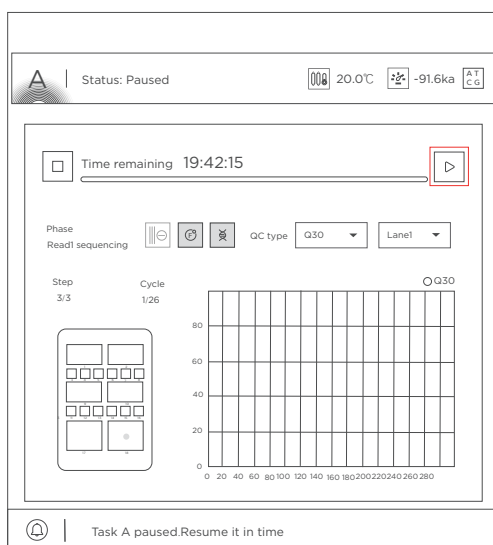 A Status: Paused 20.0℃ -91.6ka A T C G
Time remaining 19:42:15
Phase
Read1 sequencing
QC type Q30 Lane1
Step Cycle
3/3 1/26
Q30
80
60
40
20
0
0 20 40 60 80 100 120 140 160 180 200 220 240 260 280
Task A paused.Resume it in time